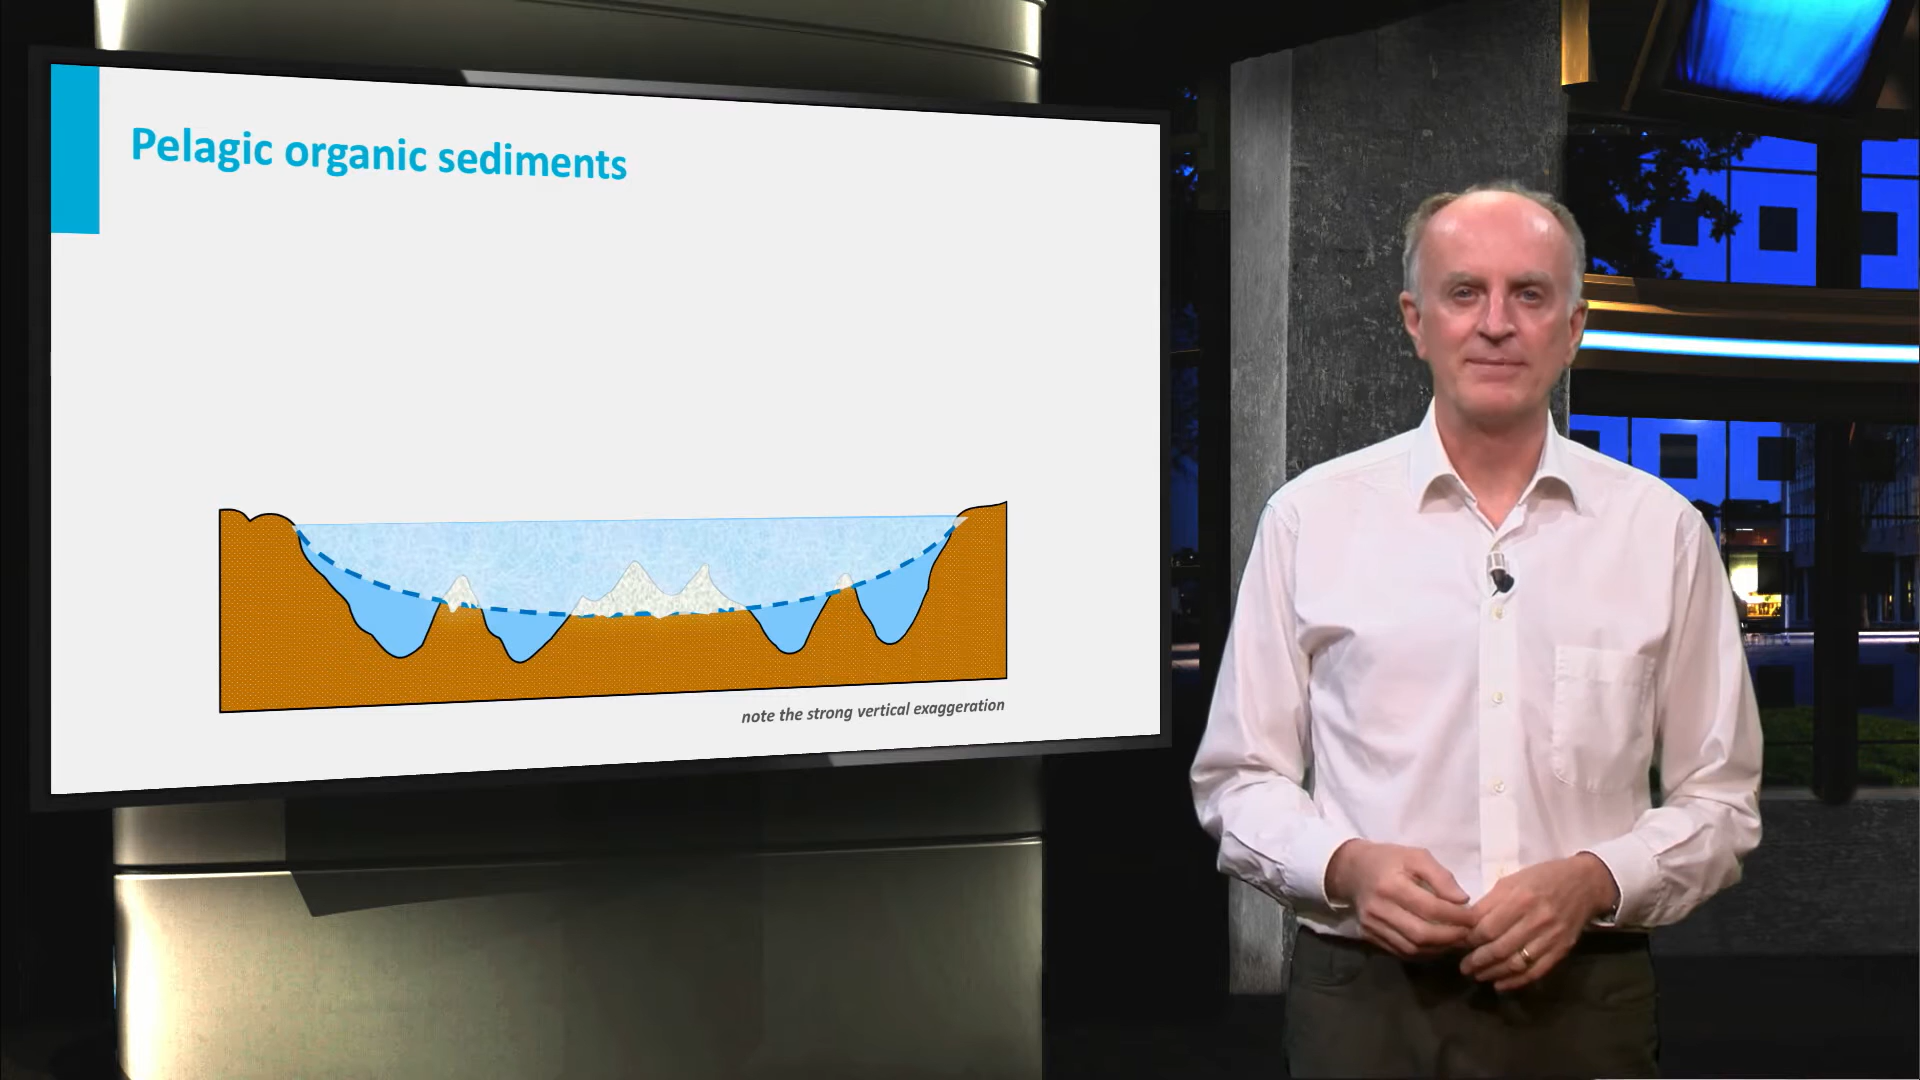 Pelagic organic sediments
note the strong vertical exaggeration